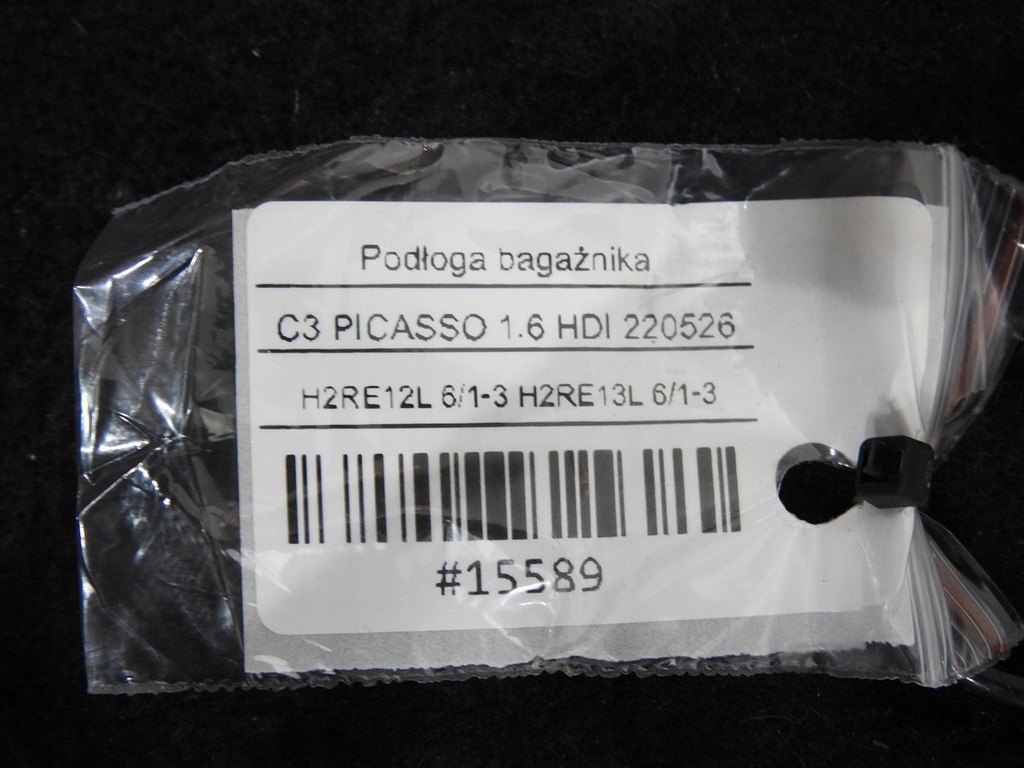 Podłoga bagażnika
C3 PICASSO 1.6 HDI 220526
H2RE12L 6/1-3 H2RE13L 6/1-3
#15589